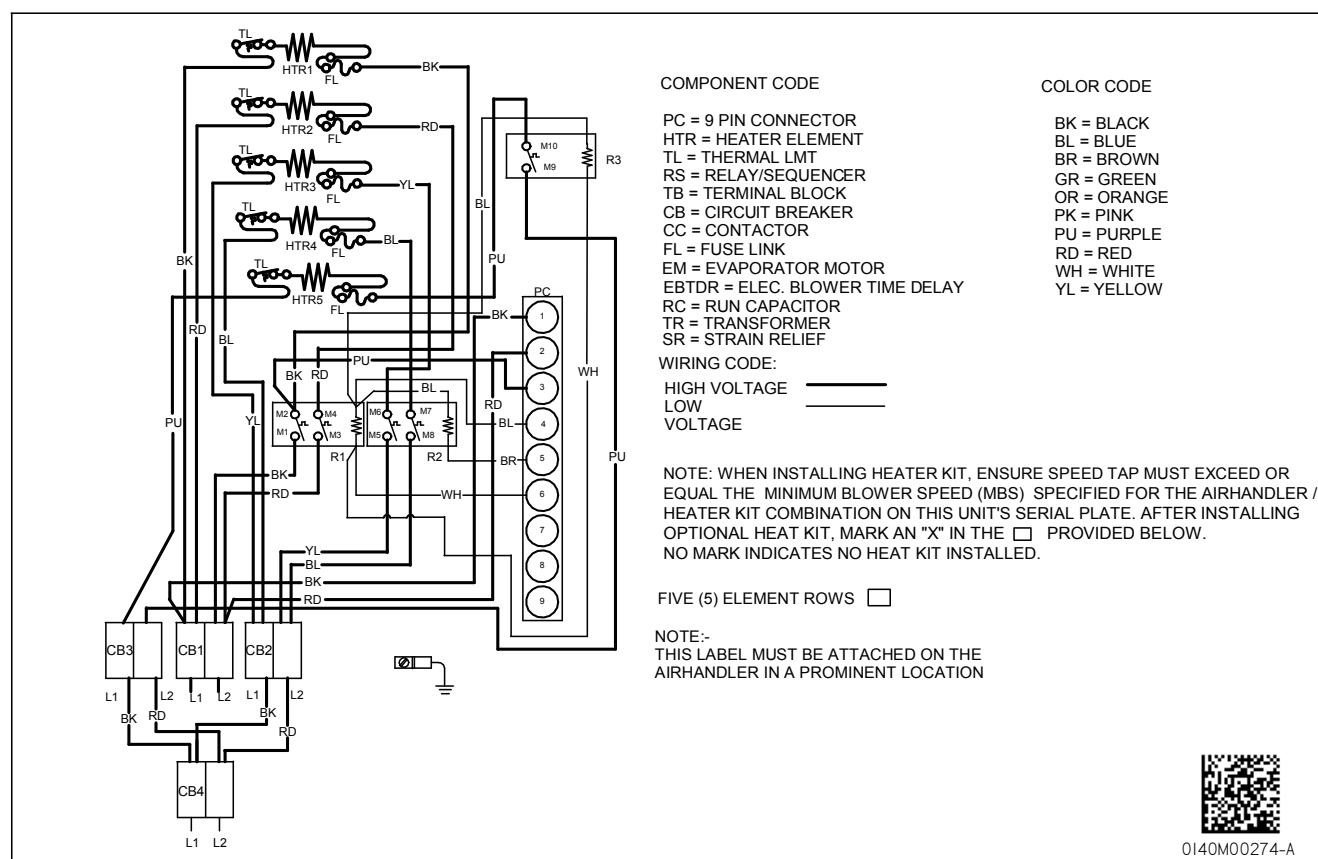 TL
HTR1
FL
BK
TL
HTR2
FL
RD
TL
HTR3
FL
YL
TL
HTR4
FL
BL
TL
HTR5
FL
M10
M9
R3
BL
PU
BK
RD
BL
PU
YL
BK
RD
PU
BL
WH
PU
RD
M2
M4
M1
M3
R1
M6
M7
M5
M8
R2
BK
RD
YL
BL
BK
RD
BK
BL
BR
WH
PC
1
2
3
4
5
6
7
8
9
CB3
CB1
CB2
L1
L2
L1
L2
L1
L2
BK
RD
BK
RD
CB4
L1
L2
COMPONENT CODE
PC = 9 PIN CONNECTOR
HTR = HEATER ELEMENT
TL = THERMAL LMT
RS = RELAY/SEQUENCER
TB = TERMINAL BLOCK
CB = CIRCUIT BREAKER
CC = CONTACTOR
FL = FUSE LINK
EM = EVAPORATOR MOTOR
EBTDR = ELEC. BLOWER TIME DELAY
RC = RUN CAPACITOR
TR = TRANSFORMER
SR = STRAIN RELIEF
WIRING CODE:
HIGH VOLTAGE
LOW
VOLTAGE
COLOR CODE
BK = BLACK
BL = BLUE
BR = BROWN
GR = GREEN
OR = ORANGE
PK = PINK
PU = PURPLE
RD = RED
WH = WHITE
YL = YELLOW
NOTE: WHEN INSTALLING HEATER KIT, ENSURE SPEED TAP MUST EXCEED OR
EQUAL THE MINIMUM BLOWER SPEED (MBS) SPECIFIED FOR THE AIRHANDLER /
HEATER KIT COMBINATION ON THIS UNIT'S SERIAL PLATE. AFTER INSTALLING
OPTIONAL HEAT KIT, MARK AN "X" IN THE □ PROVIDED BELOW.
NO MARK INDICATES NO HEAT KIT INSTALLED.
FIVE (5) ELEMENT ROWS □
NOTE:-
THIS LABEL MUST BE ATTACHED ON THE
AIRHANDLER IN A PROMINENT LOCATION
0140M00274-A